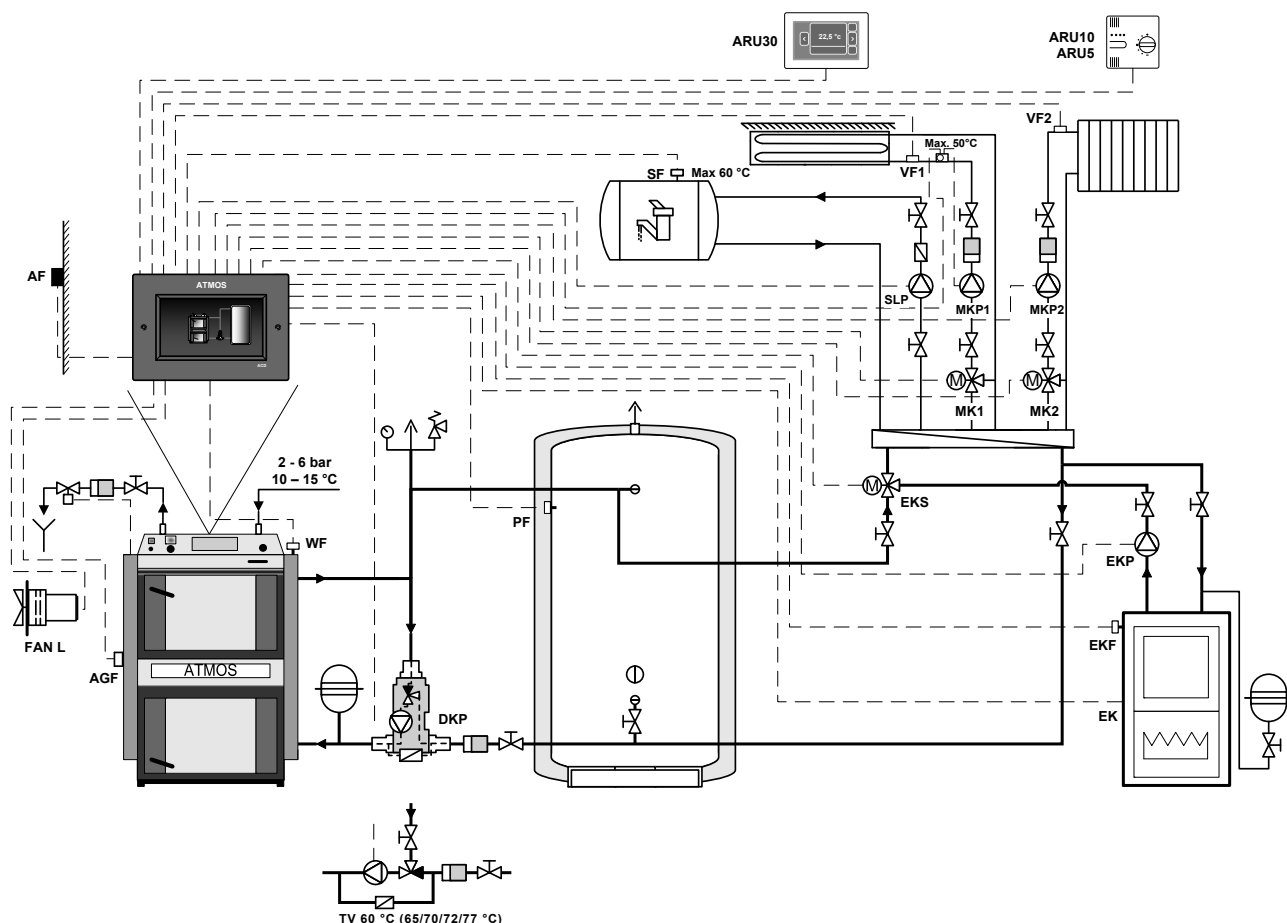 ARU30
22,5 °c
ARU10
ARU5
VF2
Max. 50°C
VF1
SF
Max 60 °C
AF
ATMOS
ACD
SLP
MKP1
MKP2
M
M
MK1
MK2
2 - 6 bar
10 – 15 °C
M
EKS
PF
WF
EKP
FAN L
EKF
AGF
ATMOS
DKP
EK
TV 60 °C (65/70/72/77 °C)